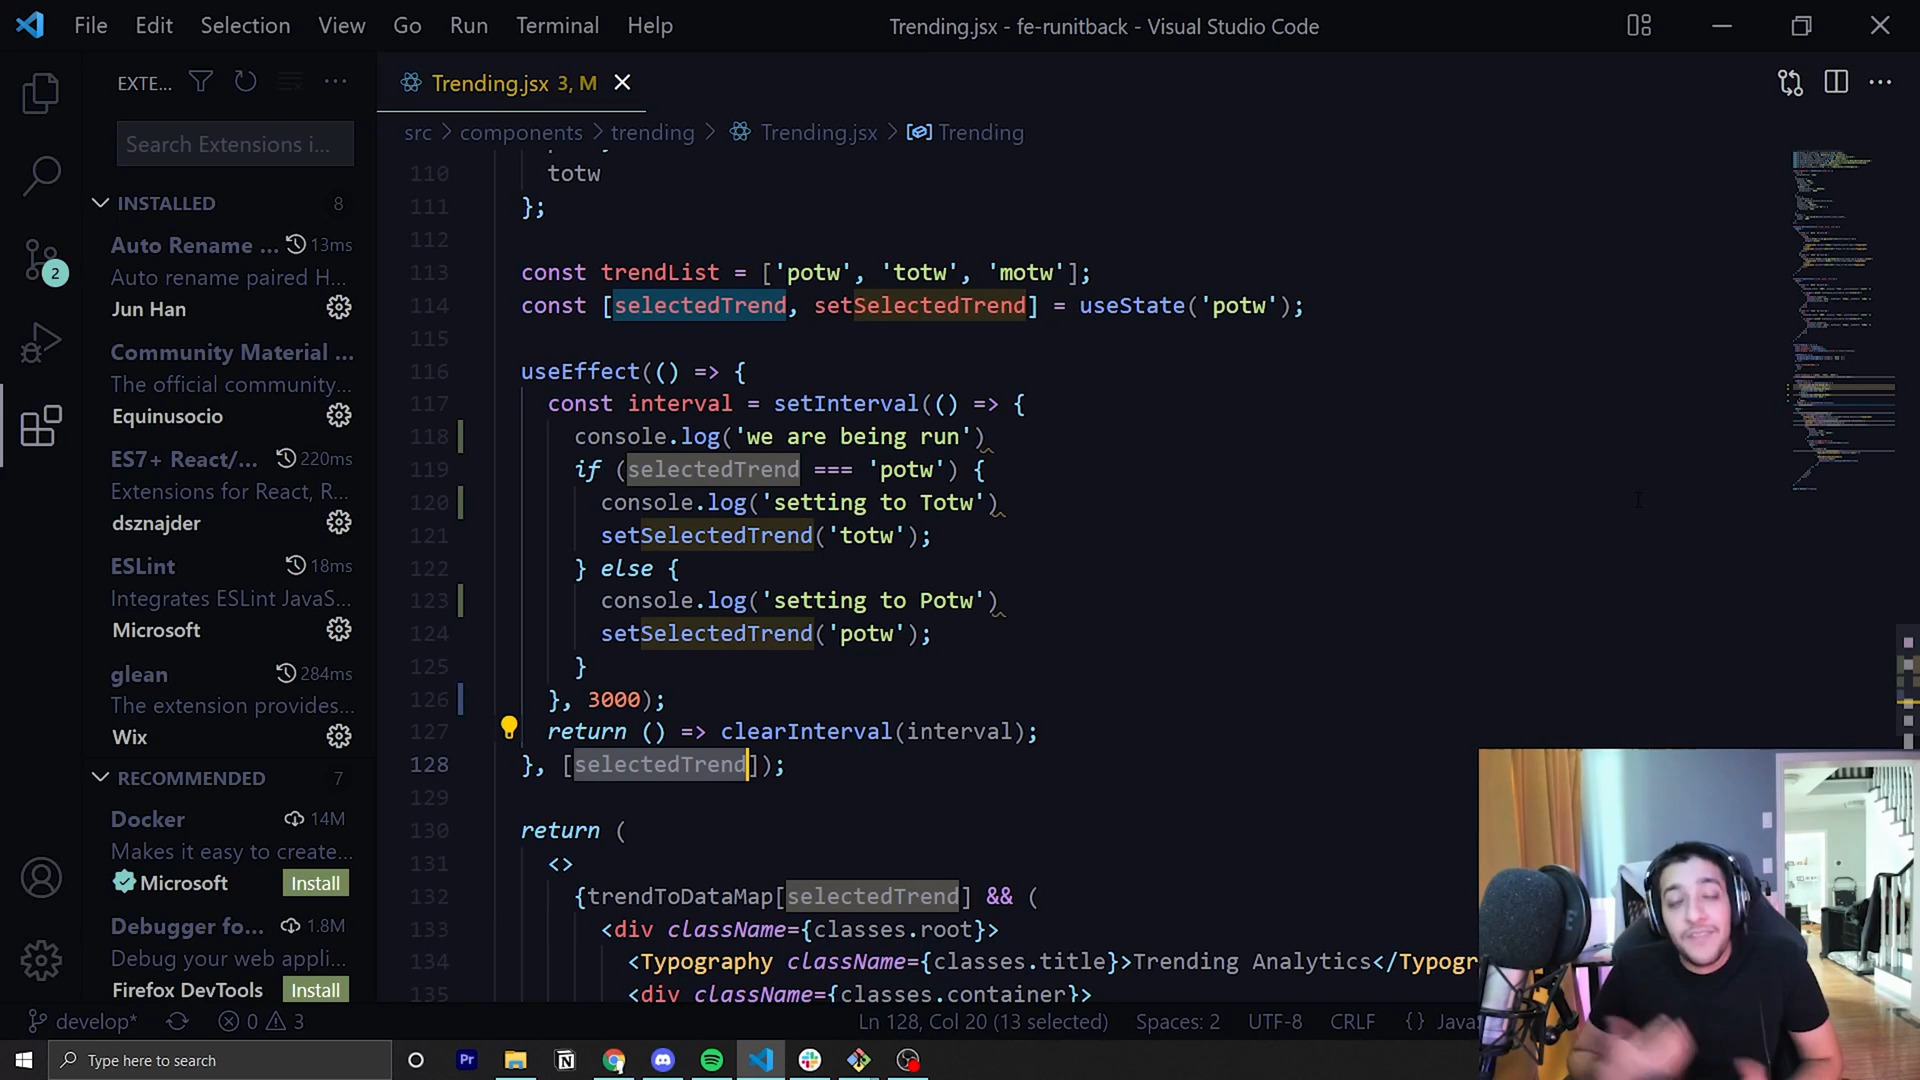 File Edit Selection View Go Run Terminal Help
Trending.jsx - fe-runitback - Visual Studio Code
EXTE...
Search Extensions i...
INSTALLED 8
Auto Rename ... 13ms
Auto rename paired H...
Jun Han
Community Material ...
The official community...
Equinusocio
ES7+ React/... 220ms
Extensions for React, R...
dsznajder
ESLint 18ms
Integrates ESLint JavaS...
Microsoft
glean 284ms
The extension provides...
Wix
RECOMMENDED 7
Docker 14M
Makes it easy to create...
Microsoft Install
Debugger fo... 1.8M
Debug your web appli...
Firefox DevTools Install
2
Trending.jsx 3, M
src > components > trending > Trending.jsx > Trending
110 totw
111 };
112
113 const trendList = ['potw', 'totw', 'motw'];
114 const [selectedTrend, setSelectedTrend] = useState('potw');
115
116 useEffect(() => {
117 const interval = setInterval(() => {
118 console.log('we are being run')
119 if (selectedTrend === 'potw') {
120 console.log('setting to Totw')
121 setSelectedTrend('totw');
122 } else {
123 console.log('setting to Potw')
124 setSelectedTrend('potw');
125 }
126 }, 3000);
127 return () => clearInterval(interval);
128 }, [selectedTrend]);
129
130 return (
131 <>
132 {trendToDataMap[selectedTrend] && (
133 <div className={classes.root}>
134 <Typography className={classes.title}>Trending Analytics</Typogr
135 <div className={classes.container}>
develop* 0 3 Ln 128, Col 20 (13 selected) Spaces: 2 UTF-8 CRLF {} Javas
Type here to search Pr